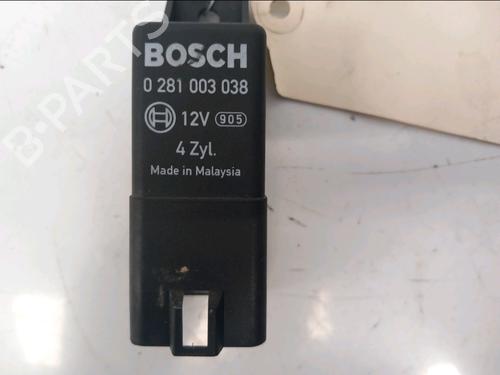 BOSCH
0 281 003 038
12V 905
4 Zyl.
Made in Malaysia
B-PARTS